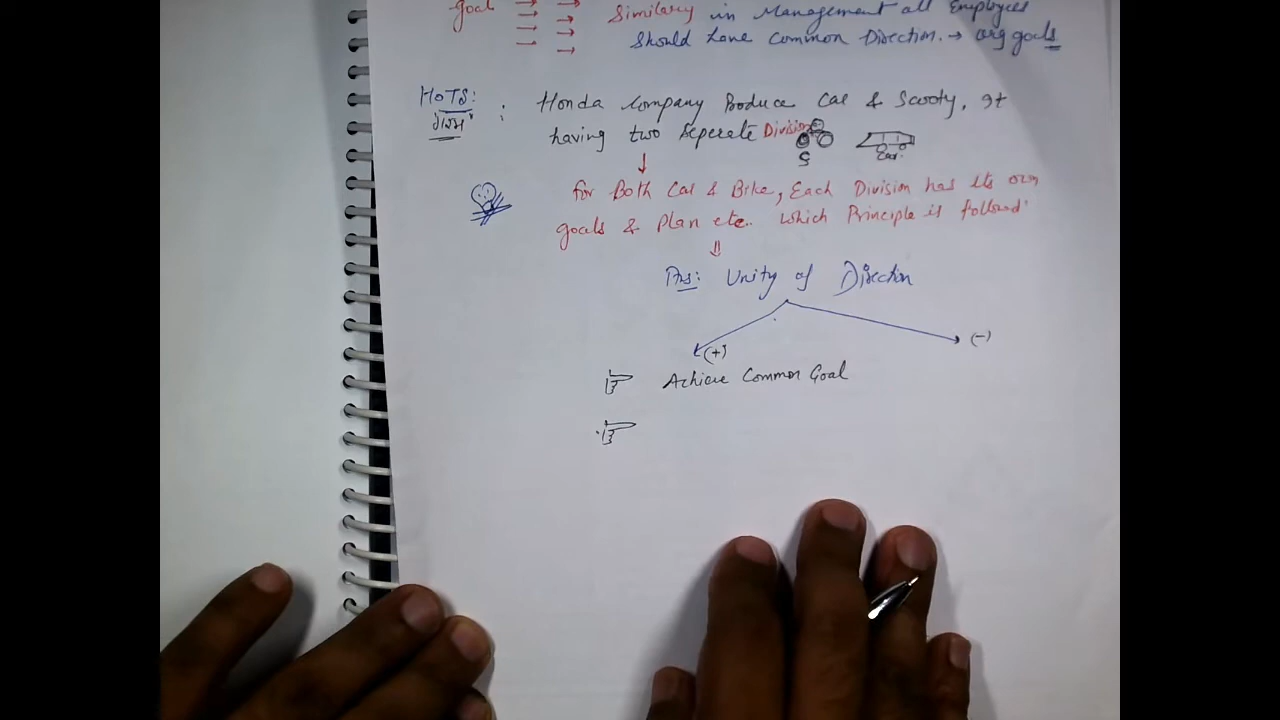 goal → → Similary in Management all Employees
→ → Should have Common Direction. → org goals
HOTS: : Honda Company Produce Car & Scooty, It
having two Seperate Division S Car.
for Both Car & Bike, Each Division has its own
goals & Plan etc.. Which Principle is followed
Ans: Unity of Direction
(+) (-)
Achieve Common Goal